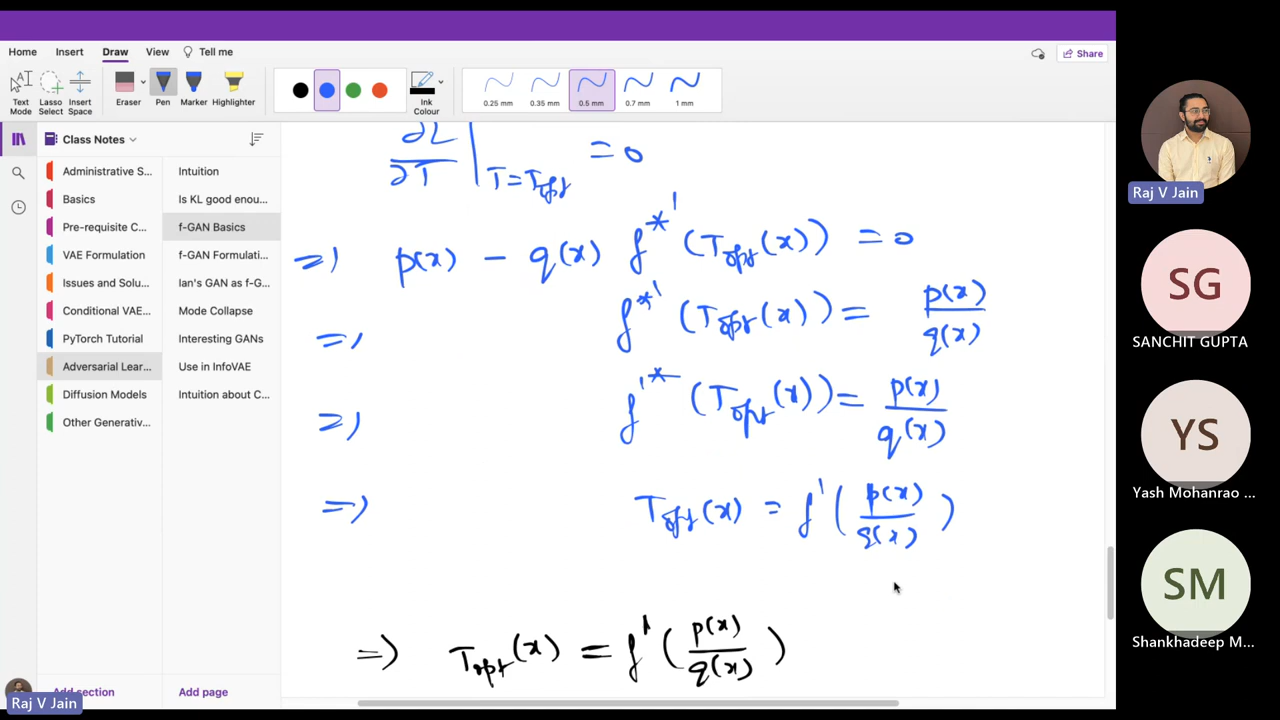 Home Insert Draw View Tell me
Share
Text Mode
Lasso Select
Insert Space
Eraser
Pen
Marker
Highlighter
0.25 mm
0.35 mm
0.5 mm
0.7 mm
1 mm
Ink Colour
Class Notes
Administrative S...
Basics
Pre-requisite C...
VAE Formulation
Issues and Solu...
Conditional VAE...
PyTorch Tutorial
Adversarial Lear...
Diffusion Models
Other Generativ...
Add section
Intuition
Is KL good enou...
f-GAN Basics
f-GAN Formulati...
Ian's GAN as f-G...
Mode Collapse
Interesting GANs
Use in InfoVAE
Intuition about C...
Add page
∂L/∂T | T=Topt = 0
=> p(x) - q(x) f*'(Topt(x)) = 0
=> f*'(Topt(x)) = p(x)/q(x)
=> f'*(Topt(x)) = p(x)/q(x)
=> Topt(x) = f'(p(x)/q(x))
=> Topt(x) = f'(p(x)/q(x))
Raj V Jain
SG
SANCHIT GUPTA
YS
Yash Mohanrao ...
SM
Shankhadeep M...
Raj V Jain